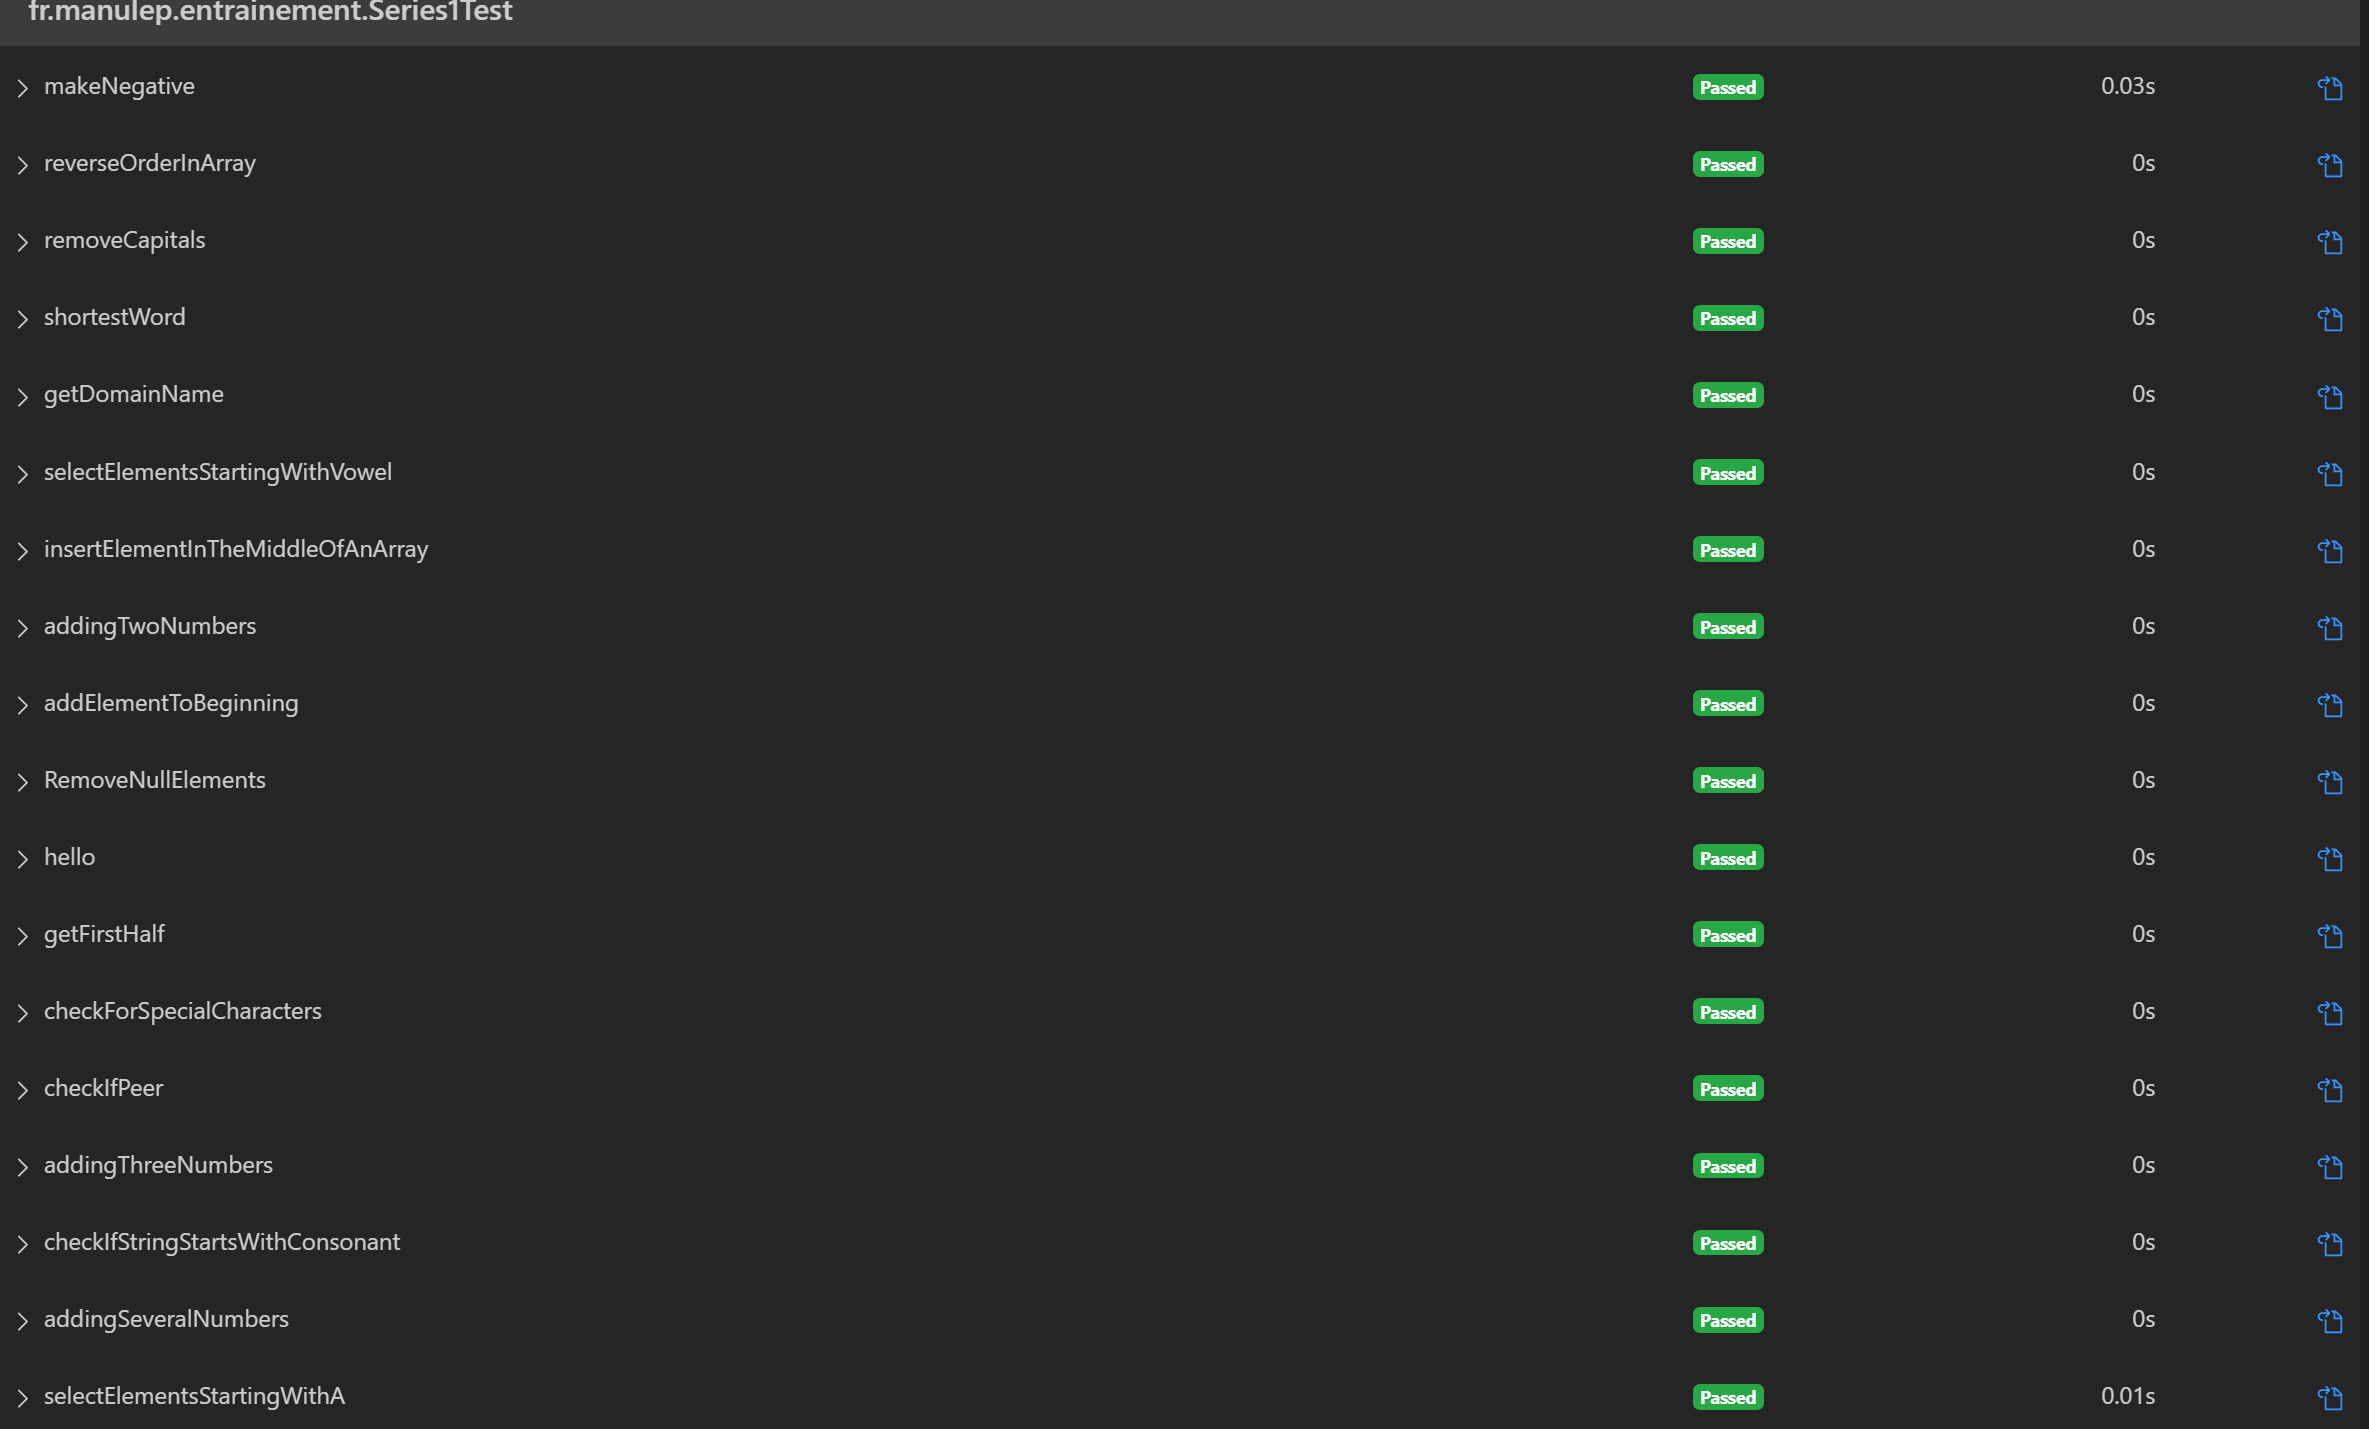 fr.manulep.entrainement.Series1Test
makeNegative Passed 0.03s
reverseOrderInArray Passed 0s
removeCapitals Passed 0s
shortestWord Passed 0s
getDomainName Passed 0s
selectElementsStartingWithVowel Passed 0s
insertElementInTheMiddleOfAnArray Passed 0s
addingTwoNumbers Passed 0s
addElementToBeginning Passed 0s
RemoveNullElements Passed 0s
hello Passed 0s
getFirstHalf Passed 0s
checkForSpecialCharacters Passed 0s
checkIfPeer Passed 0s
addingThreeNumbers Passed 0s
checkIfStringStartsWithConsonant Passed 0s
addingSeveralNumbers Passed 0s
selectElementsStartingWithA Passed 0.01s